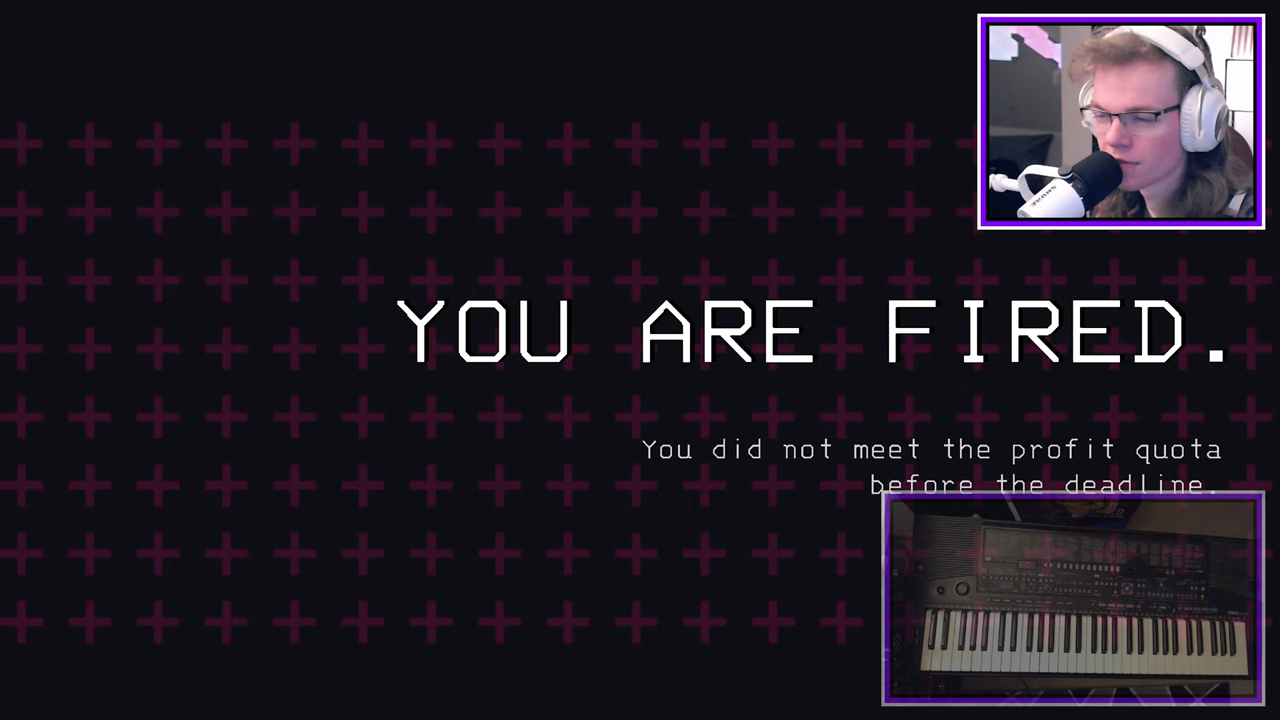 YOU ARE FIRED.
You did not meet the profit quota
before the deadline.